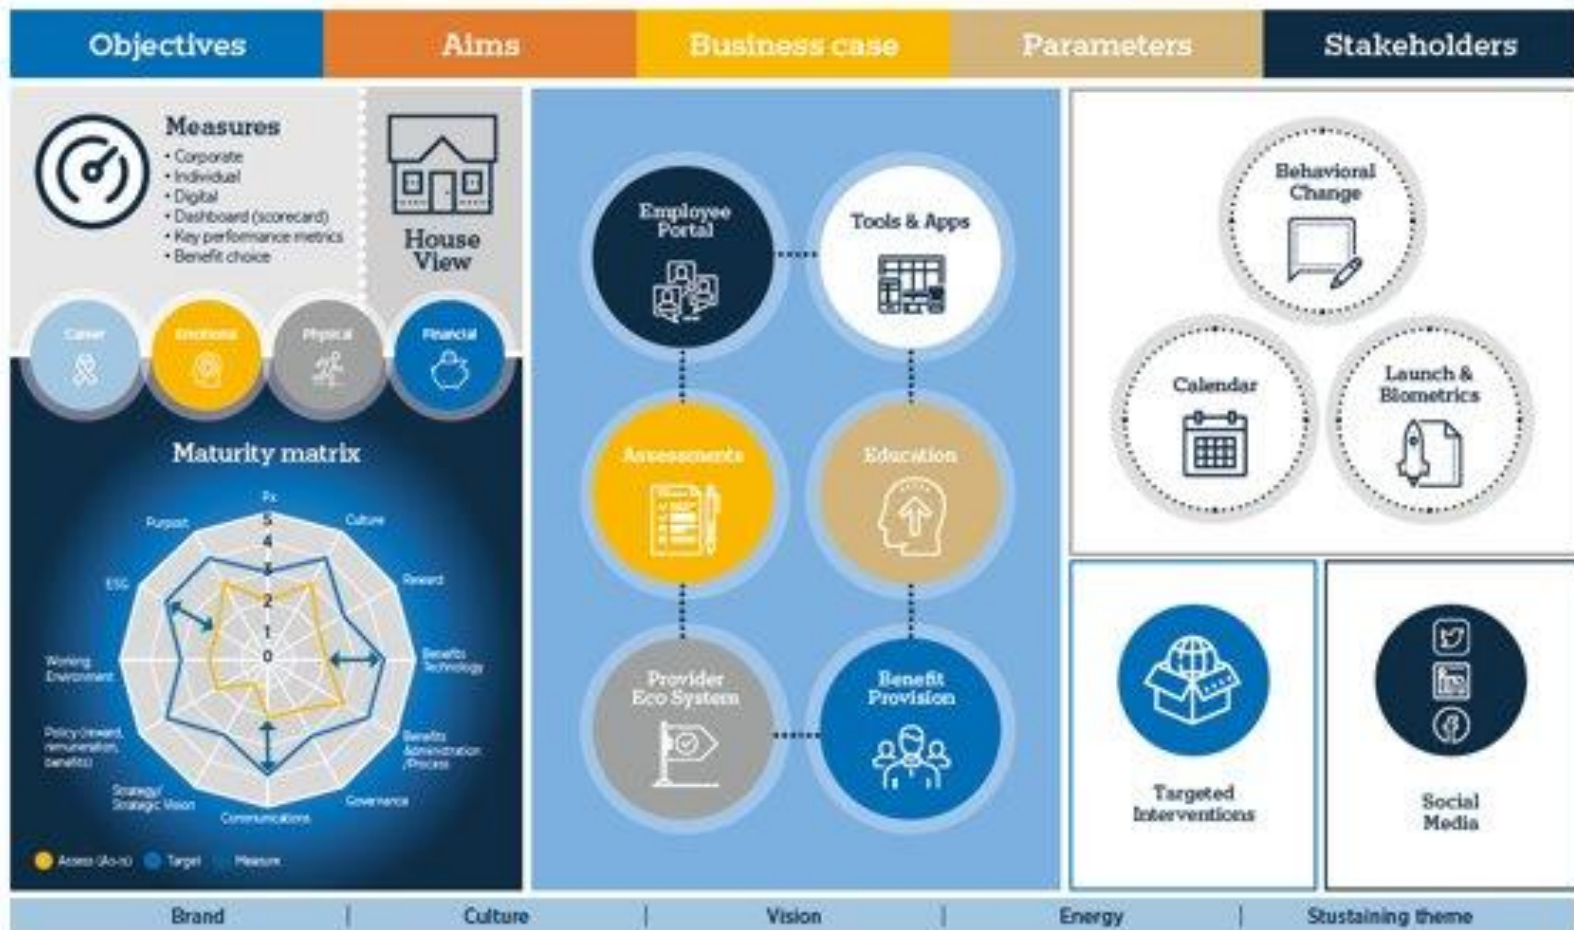 Objectives
Aims
Business case
Parameters
Stakeholders
Measures
• Corporate
• Individual
• Digital
• Dashboard (scorecard)
• Key performance metrics
• Benefit choice
House
View
Career
Emotional
Physical
Financial
Maturity matrix
Px
Culture
Reward
Benefits
Technology
Benefits
Administration
/Process
Governance
Communications
Strategy/
Strategic Vision
Policy (reward,
remuneration,
benefits)
Working
Environment
ESG
Purpose
5
4
3
2
1
0
Assess (As-is)
Target
Measure
Employee
Portal
Tools & Apps
Assessments
Education
Provider
Eco System
Benefit
Provision
Behavioral
Change
Calendar
Launch &
Biometrics
Targeted
Interventions
Social
Media
Brand | Culture | Vision | Energy | Stustaining theme